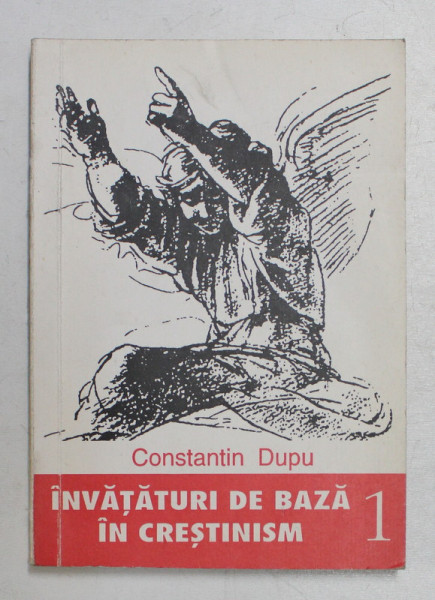 Constantin Dupu
ÎNVĂȚĂTURI DE BAZĂ
ÎN CREȘTINISM
1